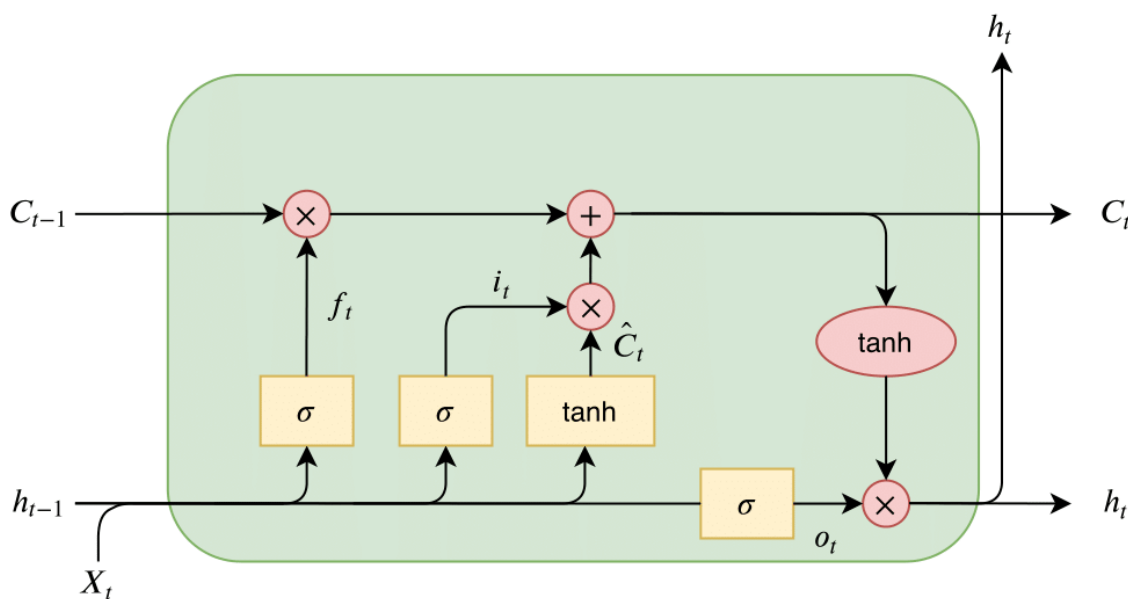 h_t
C_{t-1}
×
+
C_t
i_t
f_t
×
Ĉ_t
tanh
σ
σ
tanh
h_{t-1}
σ
×
h_t
o_t
X_t